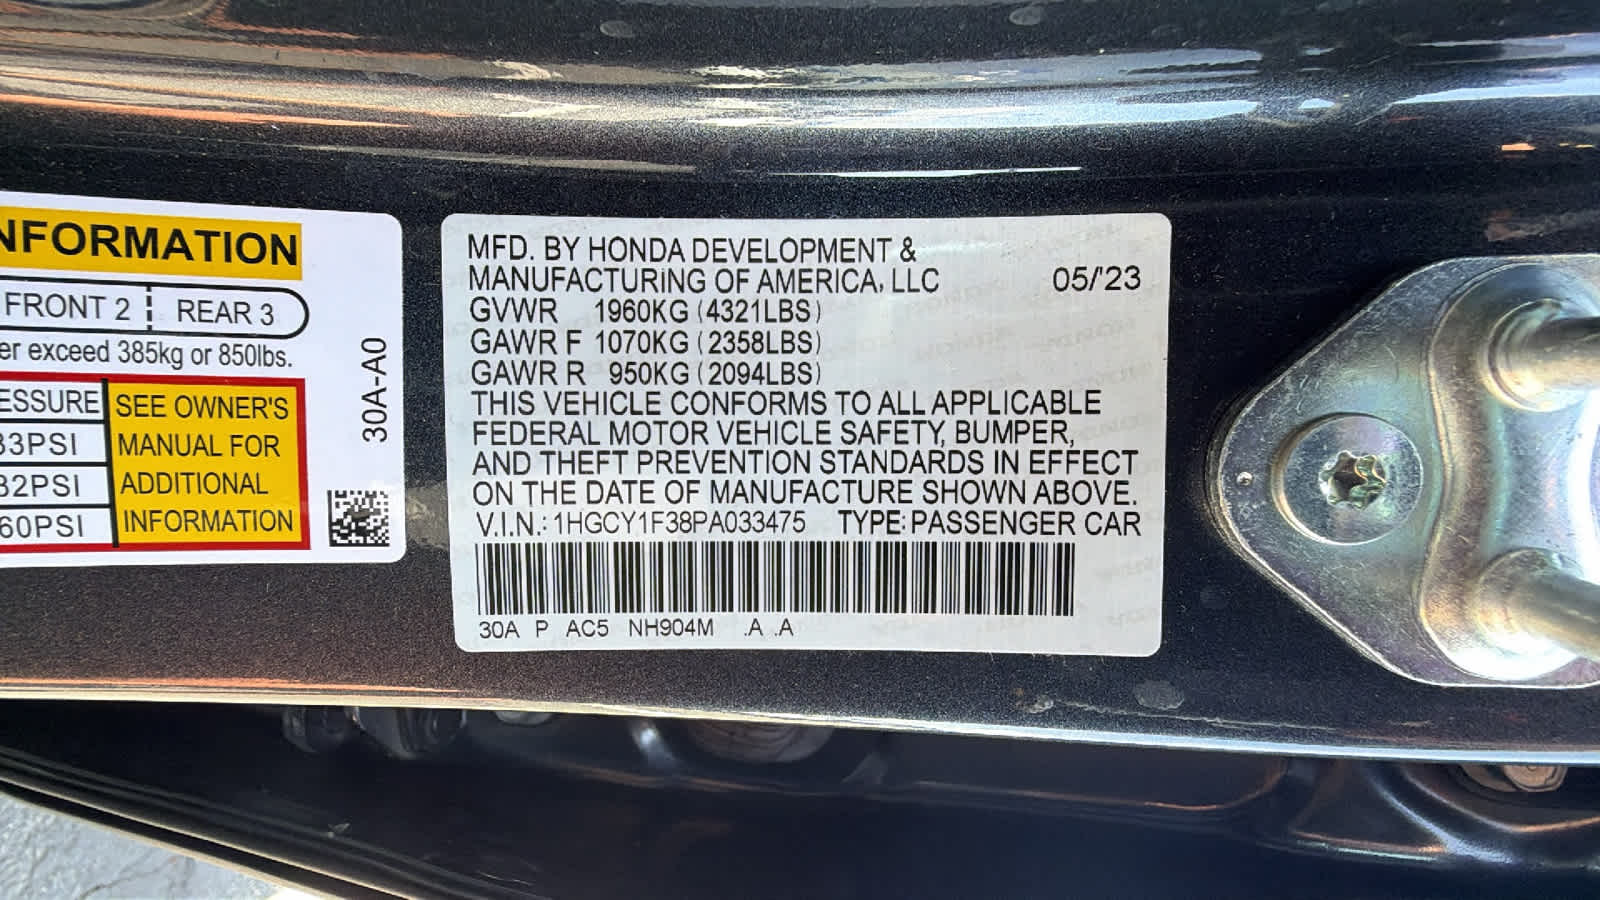 NFORMATION
FRONT 2 REAR 3
er exceed 385kg or 850lbs.
ESSURE
33PSI
32PSI
60PSI
SEE OWNER'S
MANUAL FOR
ADDITIONAL
INFORMATION
30A-A0
MFD. BY HONDA DEVELOPMENT &
MANUFACTURING OF AMERICA, LLC 05/'23
GVWR 1960KG (4321LBS)
GAWR F 1070KG (2358LBS)
GAWR R 950KG (2094LBS)
THIS VEHICLE CONFORMS TO ALL APPLICABLE
FEDERAL MOTOR VEHICLE SAFETY, BUMPER,
AND THEFT PREVENTION STANDARDS IN EFFECT
ON THE DATE OF MANUFACTURE SHOWN ABOVE.
V.I.N.: 1HGCY1F38PA033475 TYPE: PASSENGER CAR
30A P AC5 NH904M .A .A